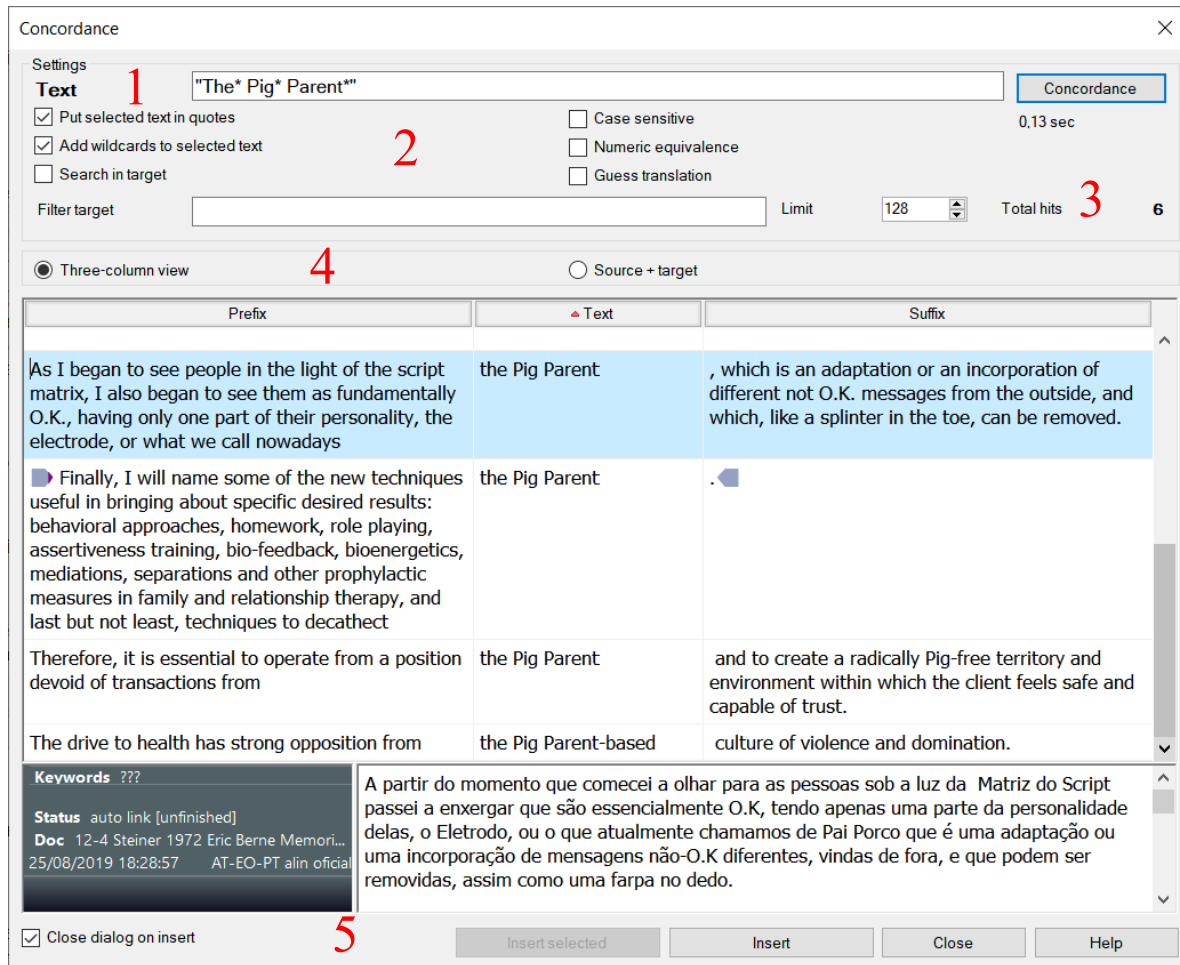 Concordance
Settings
1
Text "The* Pig* Parent*" Concordance
Put selected text in quotes Case sensitive 0,13 sec
Add wildcards to selected text 2 Numeric equivalence
Search in target Guess translation
Filter target Limit 128 Total hits 3 6
Three-column view 4 Source + target
Prefix Text Suffix
As I began to see people in the light of the script the Pig Parent , which is an adaptation or an incorporation of
matrix, I also began to see them as fundamentally different not O.K. messages from the outside, and
O.K., having only one part of their personality, the which, like a splinter in the toe, can be removed.
electrode, or what we call nowadays
Finally, I will name some of the new techniques the Pig Parent .
useful in bringing about specific desired results:
behavioral approaches, homework, role playing,
assertiveness training, bio-feedback, bioenergetics,
mediations, separations and other prophylactic
measures in family and relationship therapy, and
last but not least, techniques to decathect
Therefore, it is essential to operate from a position the Pig Parent and to create a radically Pig-free territory and
devoid of transactions from environment within which the client feels safe and
capable of trust.
The drive to health has strong opposition from the Pig Parent-based culture of violence and domination.
Keywords ???
Status auto link [unfinished]
Doc 12-4 Steiner 1972 Eric Berne Memori...
25/08/2019 18:28:57 AT-EO-PT alin oficial
A partir do momento que comecei a olhar para as pessoas sob a luz da Matriz do Script
passei a enxergar que são essencialmente O.K, tendo apenas uma parte da personalidade
delas, o Eletrodo, ou o que atualmente chamamos de Pai Porco que é uma adaptação ou
uma incorporação de mensagens não-O.K diferentes, vindas de fora, e que podem ser
removidas, assim como uma farpa no dedo.
Close dialog on insert 5 Insert selected Insert Close Help